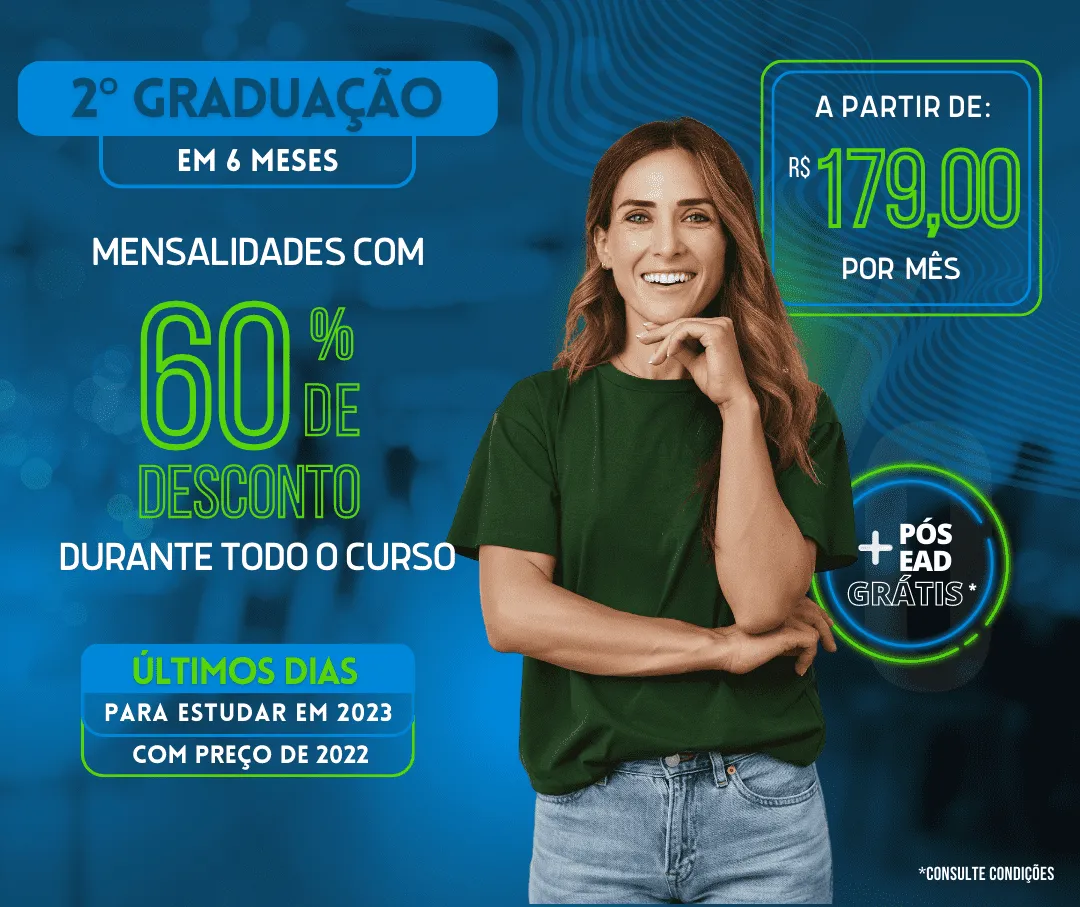 2º GRADUAÇÃO
EM 6 MESES
MENSALIDADES COM
60%
DE
DESCONTO
DURANTE TODO O CURSO
ÚLTIMOS DIAS
PARA ESTUDAR EM 2023
COM PREÇO DE 2022
A PARTIR DE:
R$ 179,00
POR MÊS
+ PÓS
EAD
GRÁTIS*
*CONSULTE CONDIÇÕES